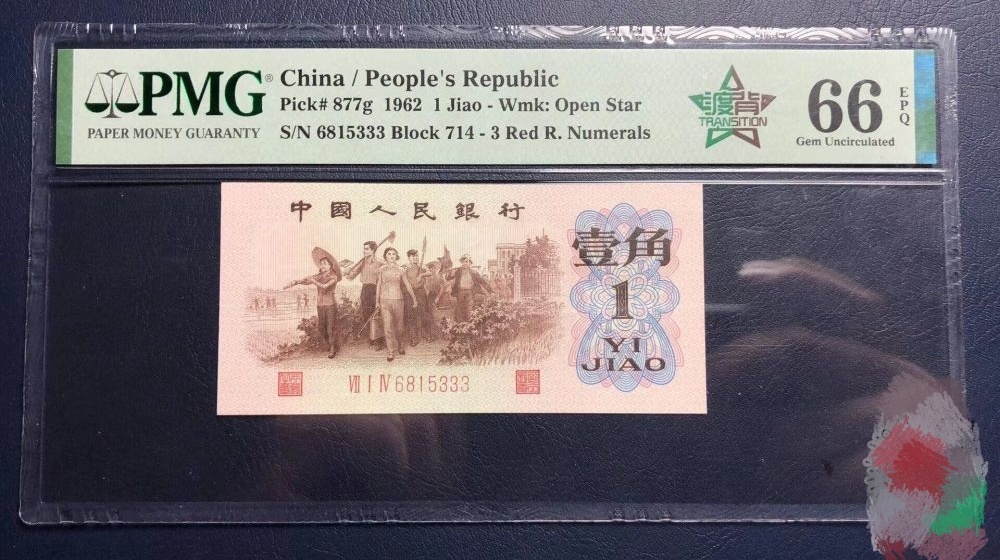 PMG®
PAPER MONEY GUARANTY
China / People's Republic
Pick# 877g 1962 1 Jiao - Wmk: Open Star
S/N 6815333 Block 714 - 3 Red R. Numerals
渡背
TRANSITION
66
EPQ
Gem Uncirculated
中國人民銀行
壹角
1
YI
JIAO
VII I IV 6815333